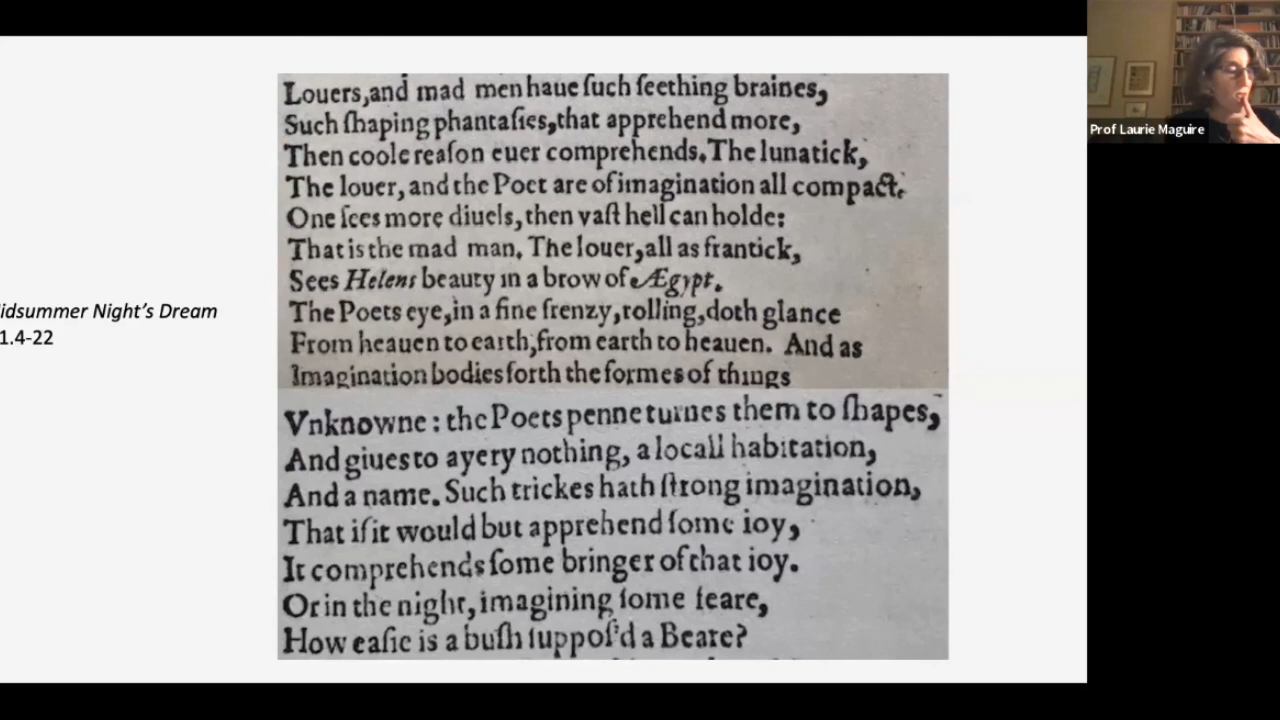 Louers,and mad men haue ſuch ſeething braines,
Such ſhaping phantaſies,that apprehend more,
Then coole reaſon euer comprehends. The lunatick,
The louer, and the Poet are of imagination all compact.
One ſees more diuels, then vaſt hell can holde:
That is the mad man. The louer,all as frantick,
Sees Helens beauty in a brow of Ægypt.
The Poets eye,in a fine frenzy,rolling,doth glance
From heauen to earth,from earth to heauen. And as
Imagination bodies forth the formes of things
Vnknowne: the Poets penne turnes them to ſhapes,
And giues to ayery nothing, a locall habitation,
And a name. Such trickes hath ſtrong imagination,
That if it would but apprehend ſome ioy,
It comprehends ſome bringer of that ioy.
Or in the night, imagining ſome feare,
How eaſie is a buſh ſuppoſ'd a Beare?
idsummer Night's Dream
1.4-22
Prof Laurie Maguire